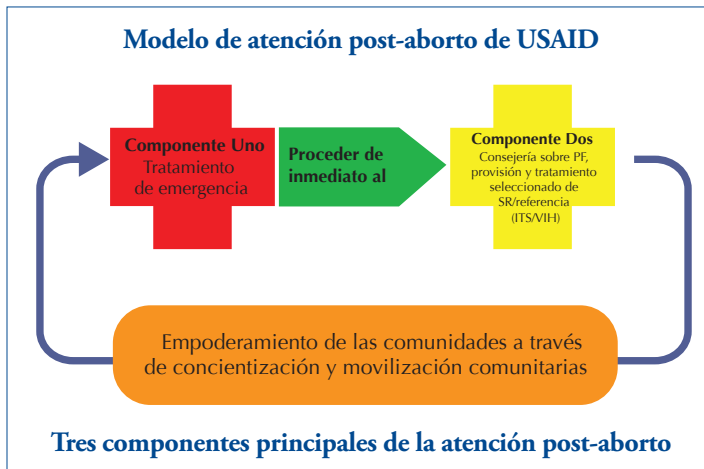 Modelo de atención post-aborto de USAID
Componente Uno
Tratamiento
de emergencia
Proceder de
inmediato al
Componente Dos
Consejería sobre PF,
provisión y tratamiento
seleccionado de
SR/referencia
(ITS/VIH)
Empoderamiento de las comunidades a través
de concientización y movilización comunitarias
Tres componentes principales de la atención post-aborto